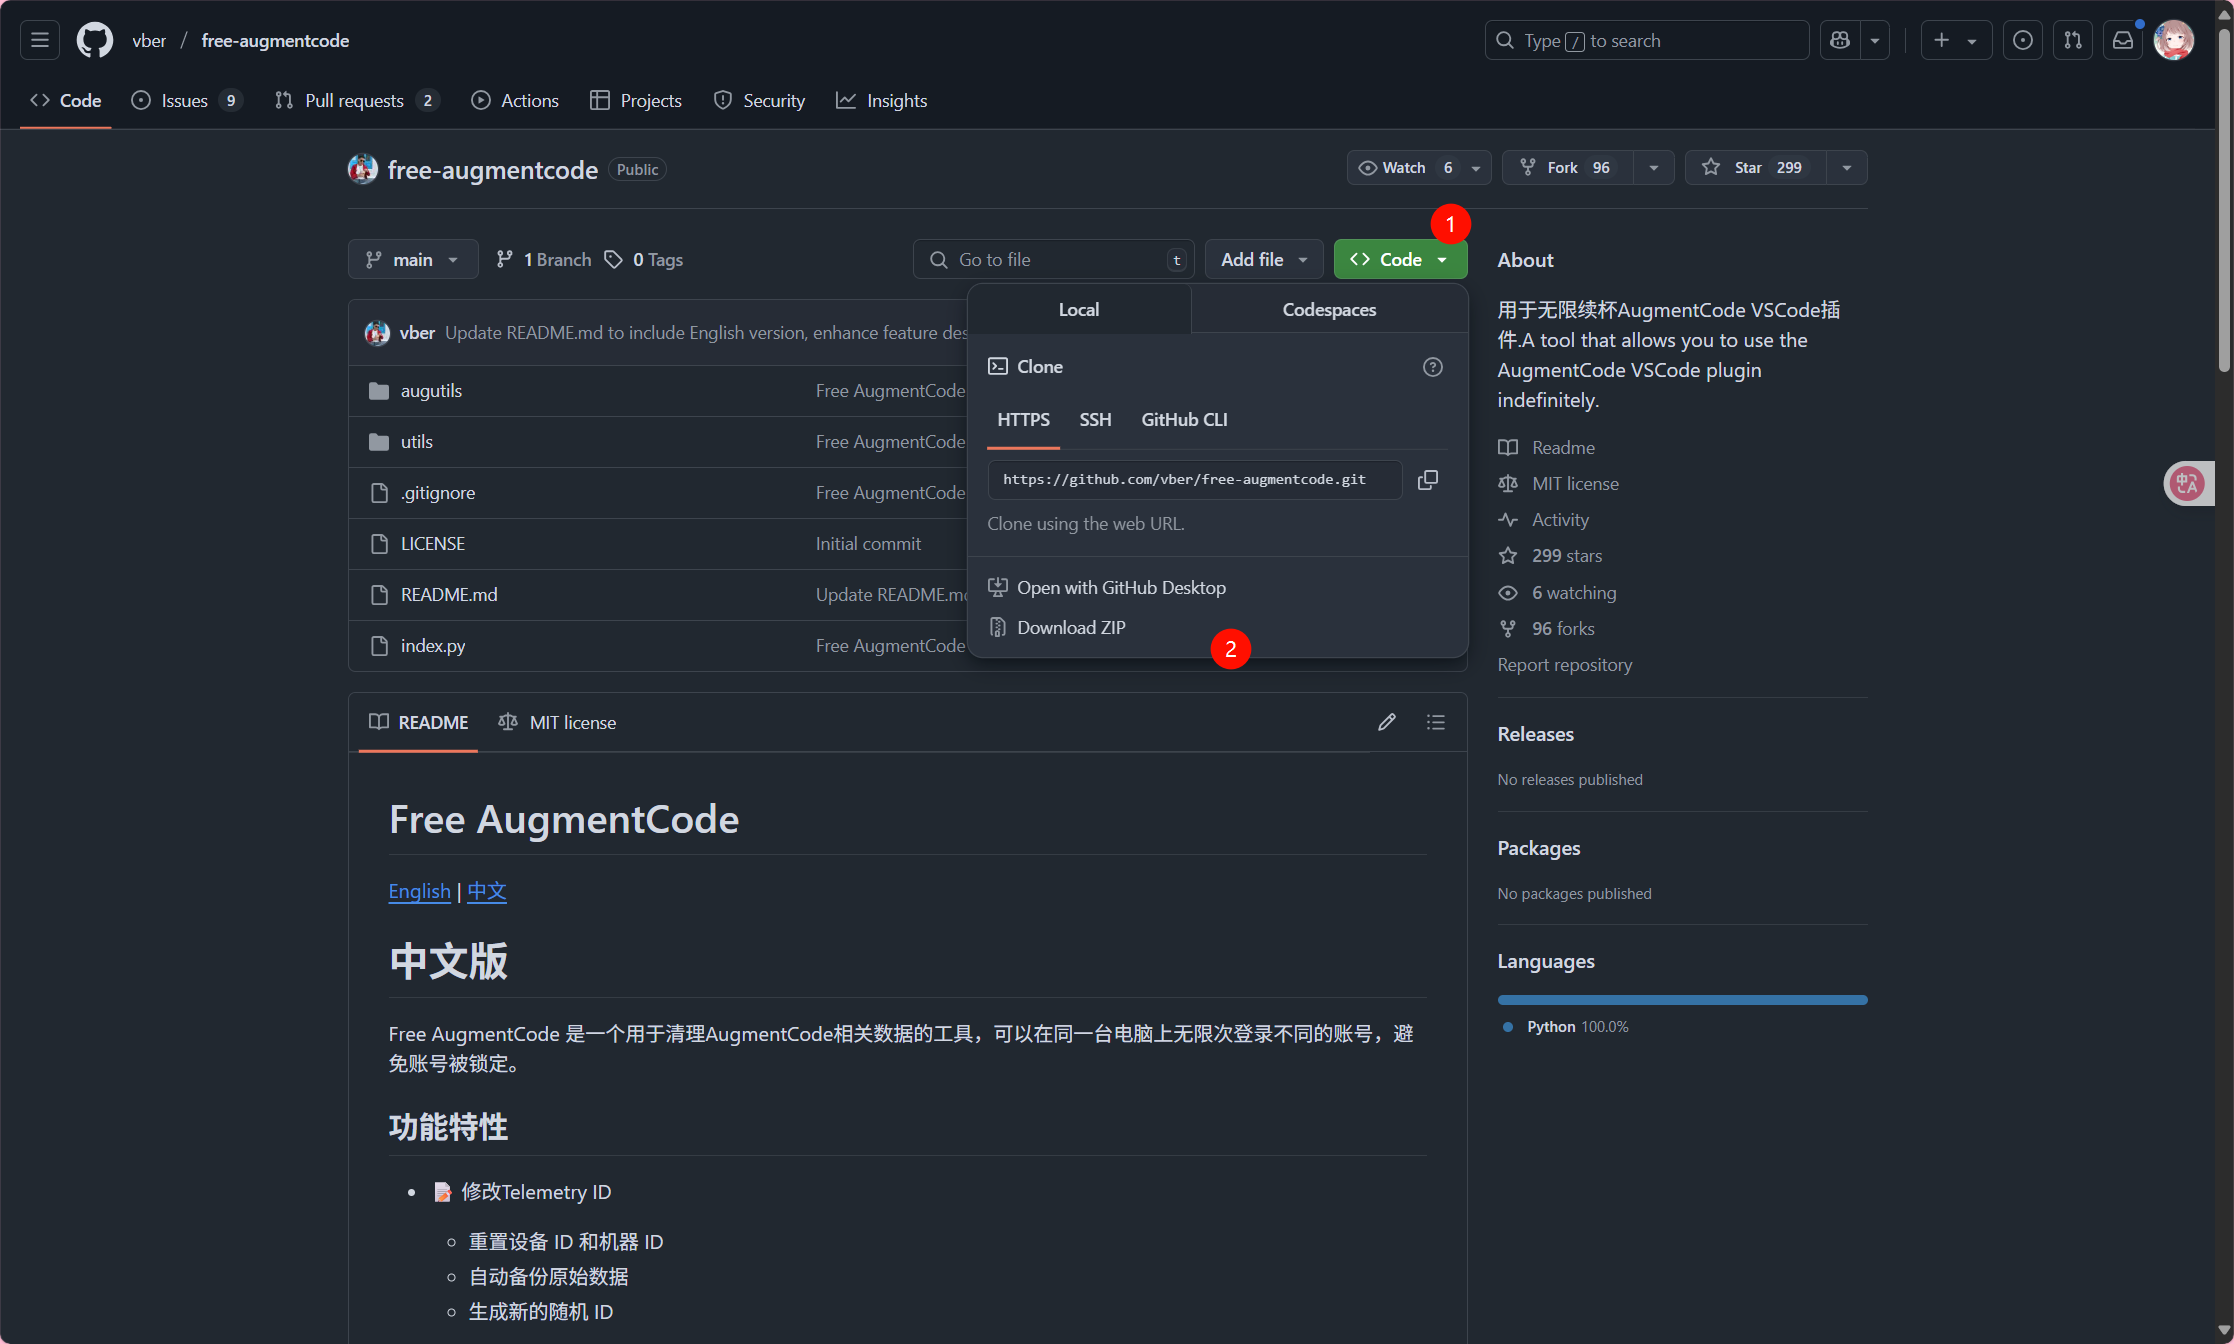 vber / free-augmentcode
Type / to search
Code
Issues 9
Pull requests 2
Actions
Projects
Security
Insights
free-augmentcode Public
Watch 6
Fork 96
Star 299
1
main
1 Branch
0 Tags
Go to file t
Add file
Code
vber Update README.md to include English version, enhance feature des
augutils Free AugmentCode
utils Free AugmentCode
.gitignore Free AugmentCode
LICENSE Initial commit
README.md Update README.m
index.py Free AugmentCode
Local
Codespaces
Clone
HTTPS
SSH
GitHub CLI
https://github.com/vber/free-augmentcode.git
Clone using the web URL.
Open with GitHub Desktop
Download ZIP
2
About
用于无限续杯AugmentCode VSCode插
件.A tool that allows you to use the
AugmentCode VSCode plugin
indefinitely.
Readme
MIT license
Activity
299 stars
6 watching
96 forks
Report repository
Releases
No releases published
Packages
No packages published
Languages
Python 100.0%
中A
README
MIT license
Free AugmentCode
English | 中文
中文版
Free AugmentCode 是一个用于清理AugmentCode相关数据的工具，可以在同一台电脑上无限次登录不同的账号，避
免账号被锁定。
功能特性
📝 修改Telemetry ID
重置设备 ID 和机器 ID
自动备份原始数据
生成新的随机 ID